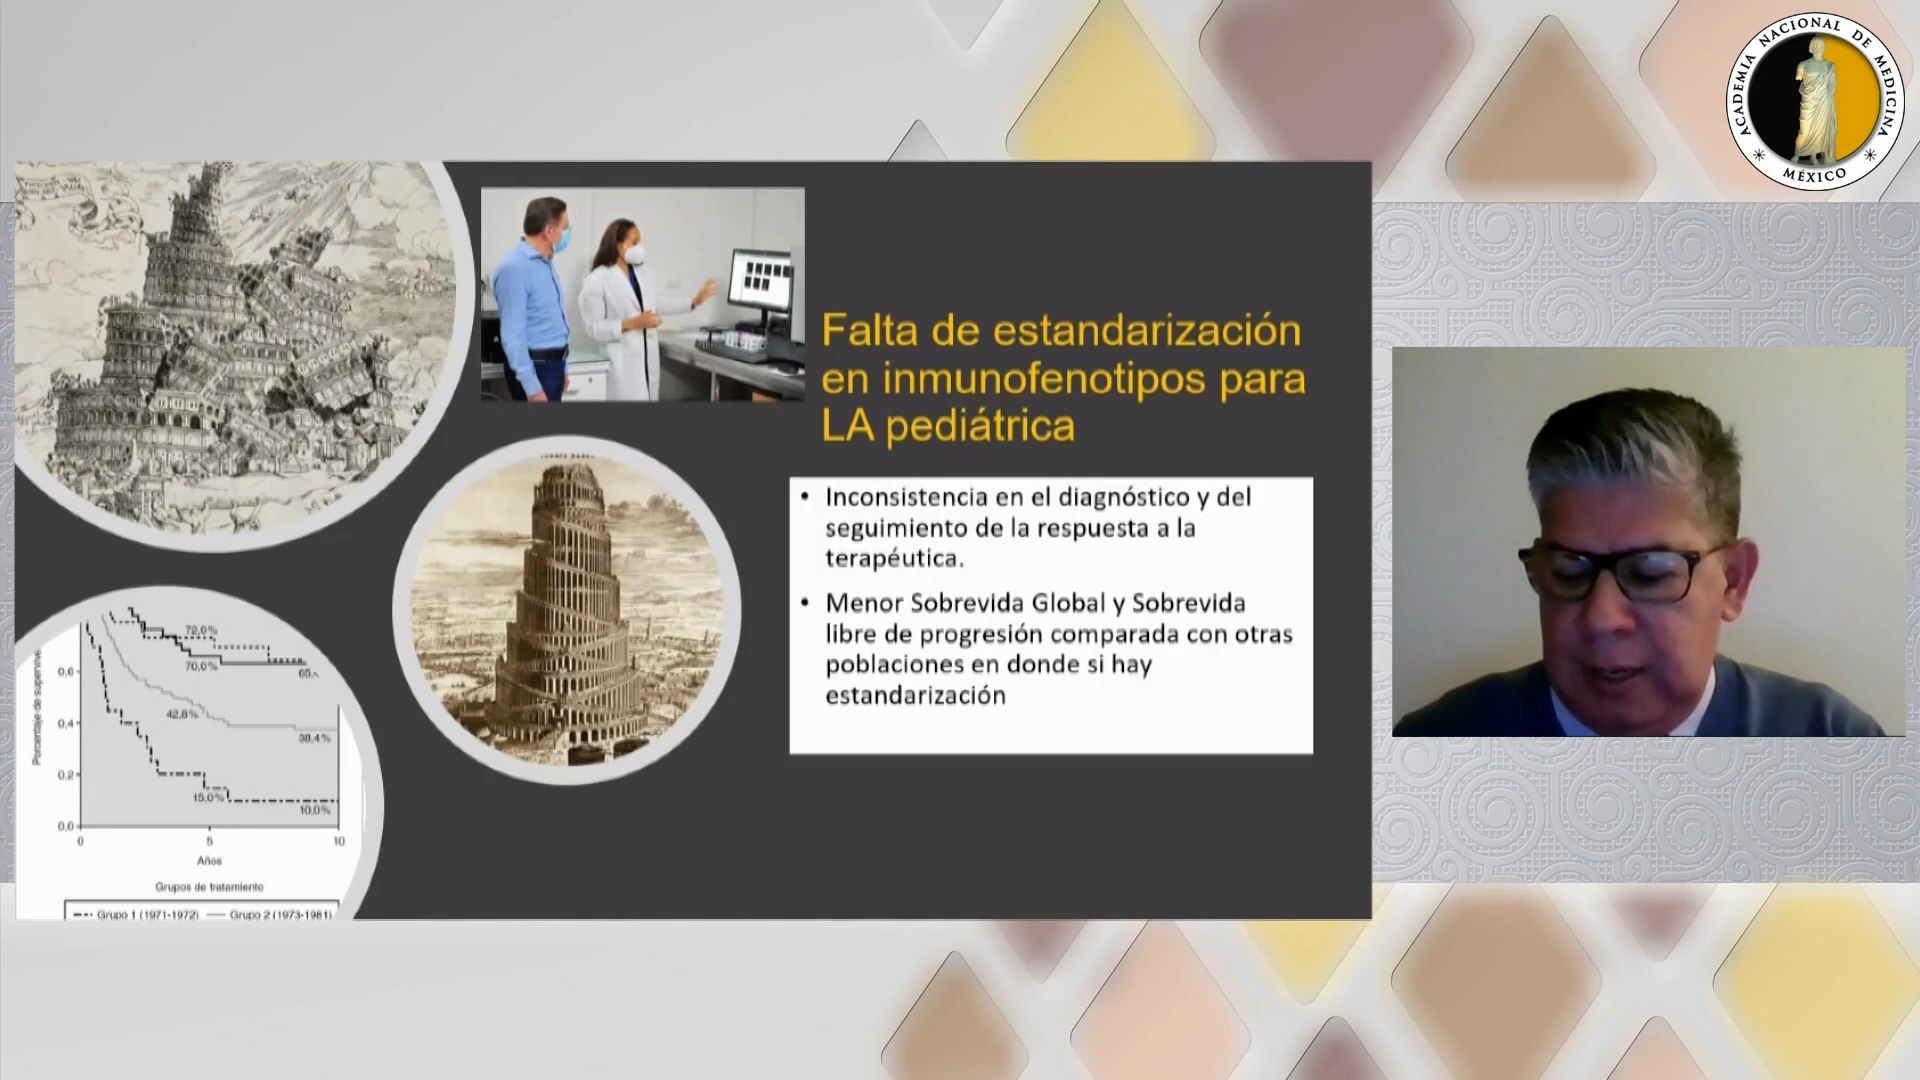 ACADEMIA NACIONAL DE MEDICINA
MÉXICO
Falta de estandarización
en inmunofenotipos para
LA pediátrica
• Inconsistencia en el diagnóstico y del
seguimiento de la respuesta a la
terapéutica.
• Menor Sobrevida Global y Sobrevida
libre de progresión comparada con otras
poblaciones en donde si hay
estandarización
72,0%
70,0%
0,6
42,8%
0,4
38,4%
0,2
15,0%
10,0%
0,0
0 5 10
Años
Porcentaje de
Grupos de tratamiento
Grupo 1 (1971-1972) Grupo 2 (1973-1981)